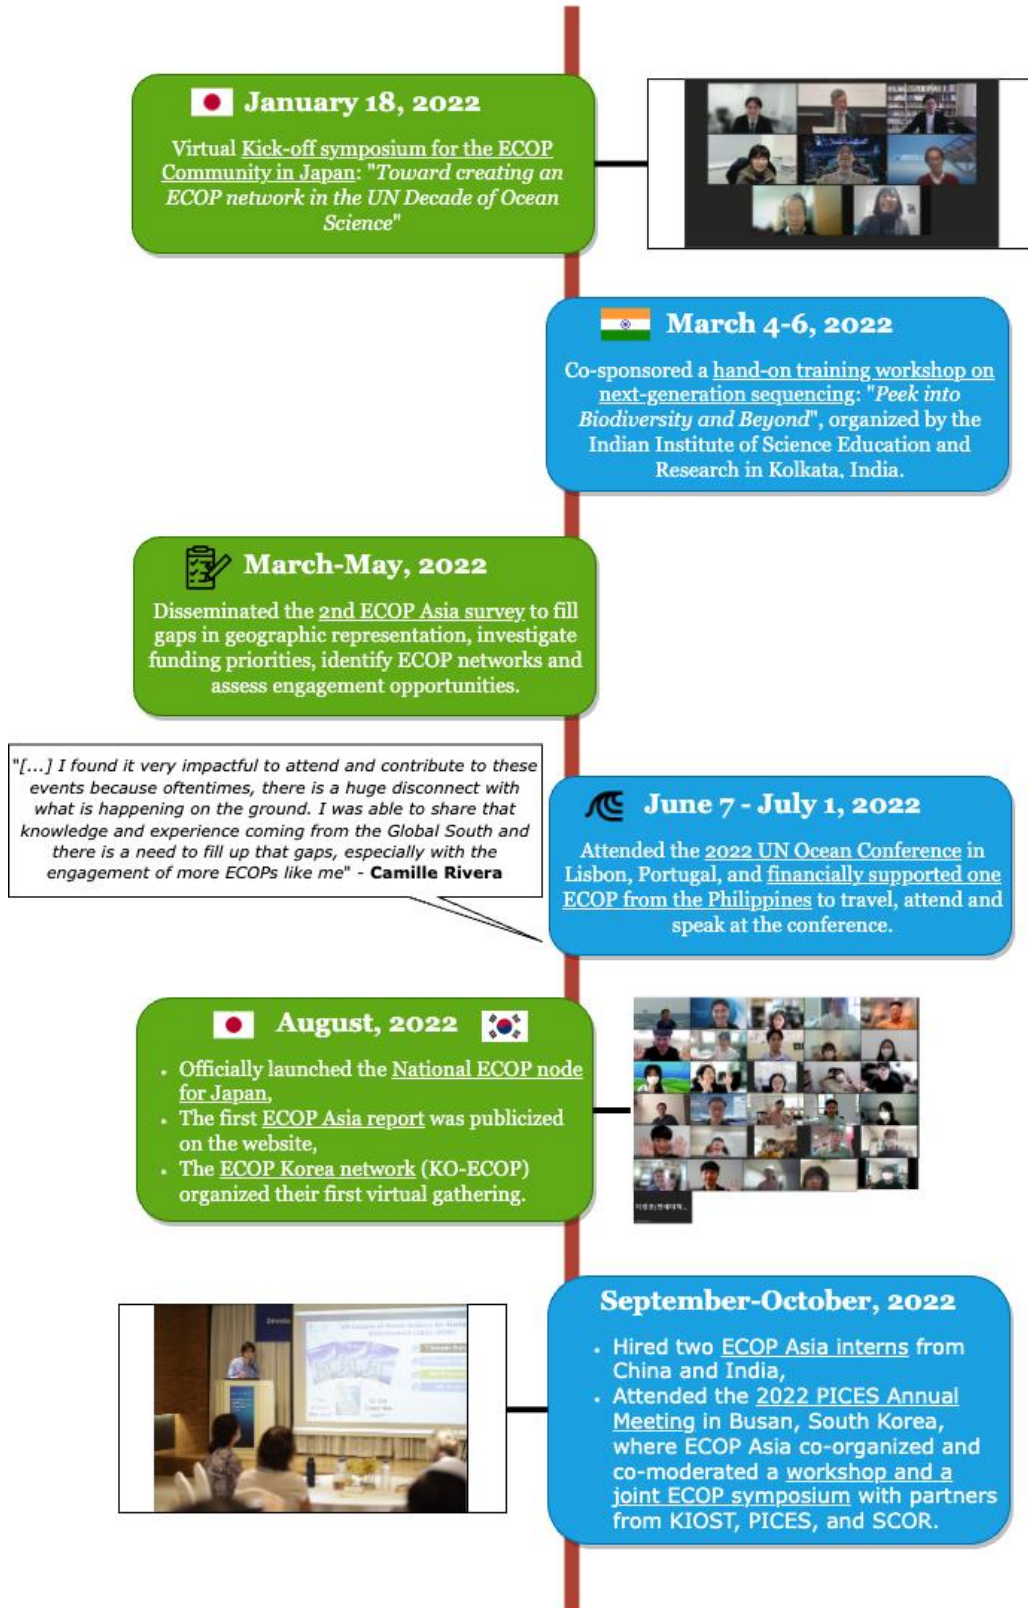 January 18, 2022
Virtual Kick-off symposium for the ECOP
Community in Japan: "Toward creating an
ECOP network in the UN Decade of Ocean
Science"
March 4-6, 2022
Co-sponsored a hand-on training workshop on
next-generation sequencing: "Peek into
Biodiversity and Beyond", organized by the
Indian Institute of Science Education and
Research in Kolkata, India.
March-May, 2022
Disseminated the 2nd ECOP Asia survey to fill
gaps in geographic representation, investigate
funding priorities, identify ECOP networks and
assess engagement opportunities.
"[...] I found it very impactful to attend and contribute to these
events because oftentimes, there is a huge disconnect with
what is happening on the ground. I was able to share that
knowledge and experience coming from the Global South and
there is a need to fill up that gaps, especially with the
engagement of more ECOPs like me" - Camille Rivera
June 7 - July 1, 2022
Attended the 2022 UN Ocean Conference in
Lisbon, Portugal, and financially supported one
ECOP from the Philippines to travel, attend and
speak at the conference.
August, 2022
• Officially launched the National ECOP node
for Japan,
• The first ECOP Asia report was publicized
on the website,
• The ECOP Korea network (KO-ECOP)
organized their first virtual gathering.
September-October, 2022
• Hired two ECOP Asia interns from
China and India,
• Attended the 2022 PICES Annual
Meeting in Busan, South Korea,
where ECOP Asia co-organized and
co-moderated a workshop and a
joint ECOP symposium with partners
from KIOST, PICES, and SCOR.